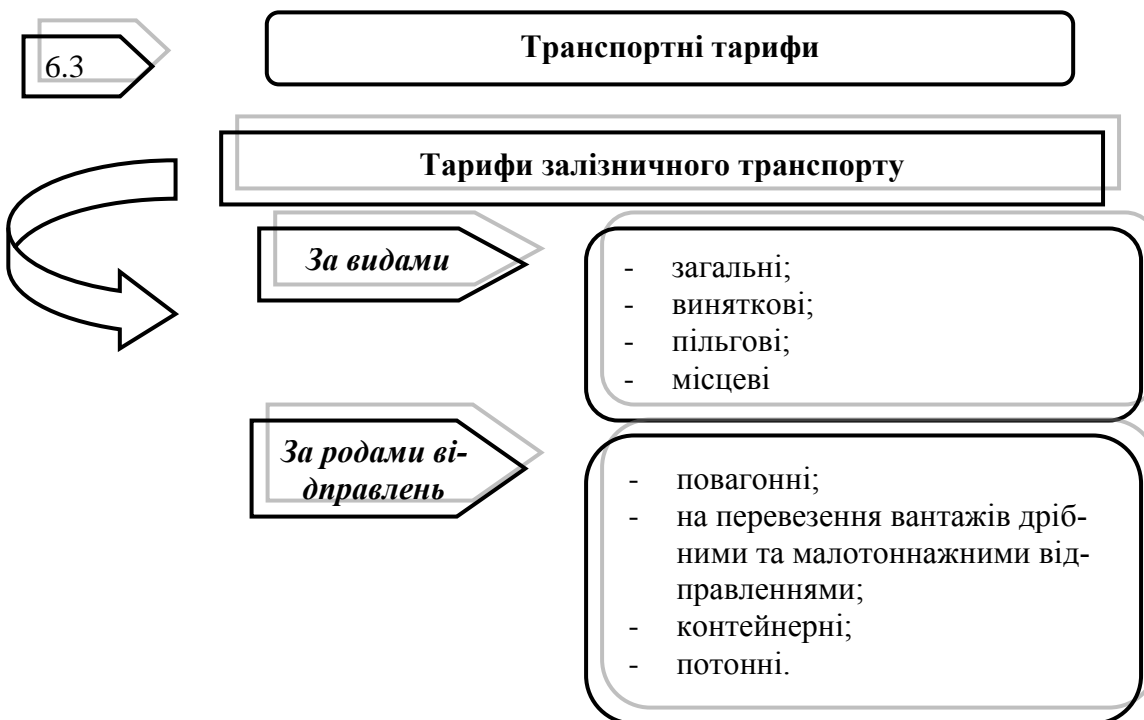 6.3
Транспортні тарифи
Тарифи залізничного транспорту
За видами
- загальні;
- виняткові;
- пільгові;
- місцеві
За родами ві-
дправлень
- повагонні;
- на перевезення вантажів дріб-
ними та малотоннажними від-
правленнями;
- контейнерні;
- потонні.